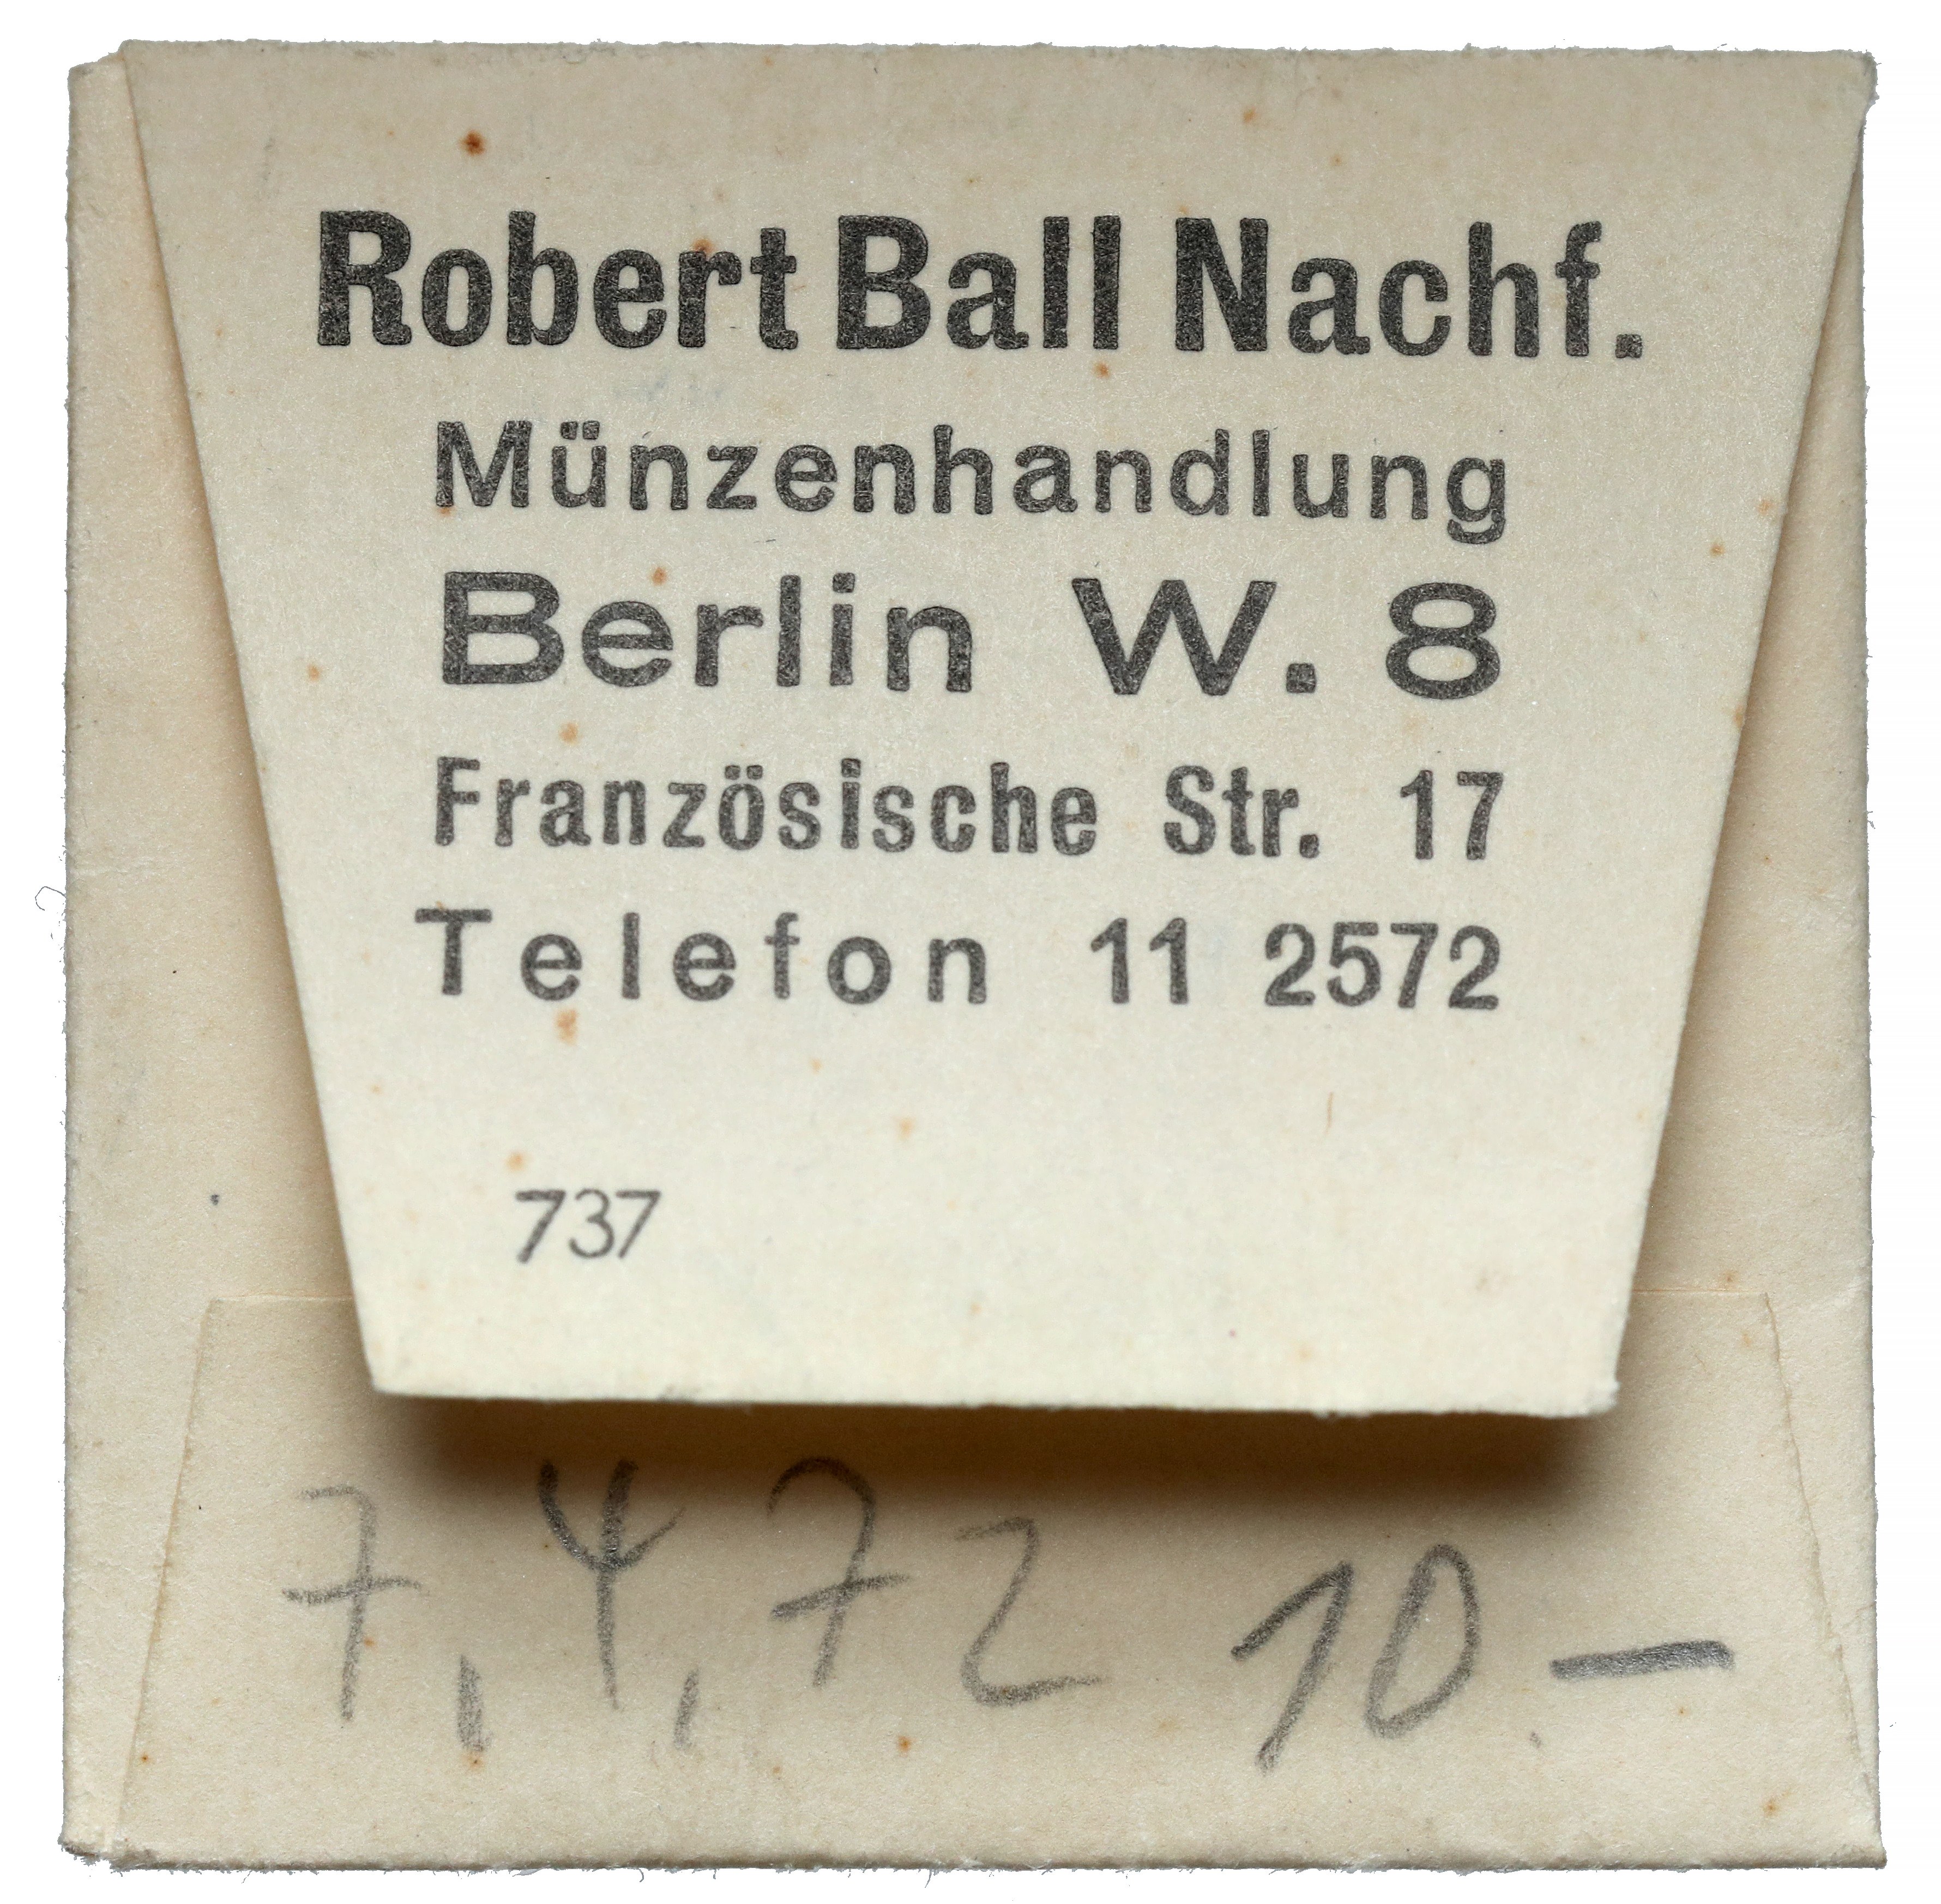 Robert Ball Nachf.
Münzenhandlung
Berlin W. 8
Französische Str. 17
Telefon 11 2572
737
7,4,72 10.—